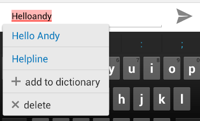 Helloandy
Hello Andy
Helpline
+ add to dictionary
× delete
y u i o p
h j k l